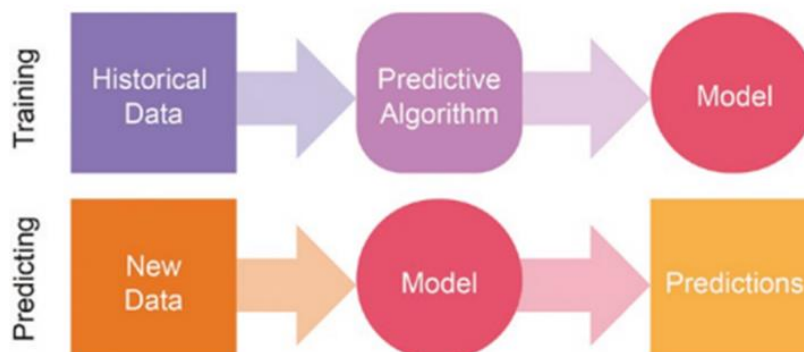 Training
Historical
Data
Predictive
Algorithm
Model
Predicting
New
Data
Model
Predictions